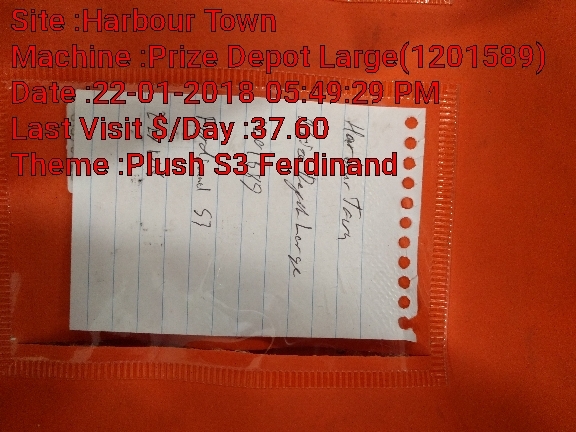 Site :Harbour Town
Machine :Prize Depot Large(1201589)
Date :22-01-2018 05:49:29 PM
Last Visit $/Day :37.60
Theme :Plush S3 Ferdinand
Harbour Town
Depot Large
S3